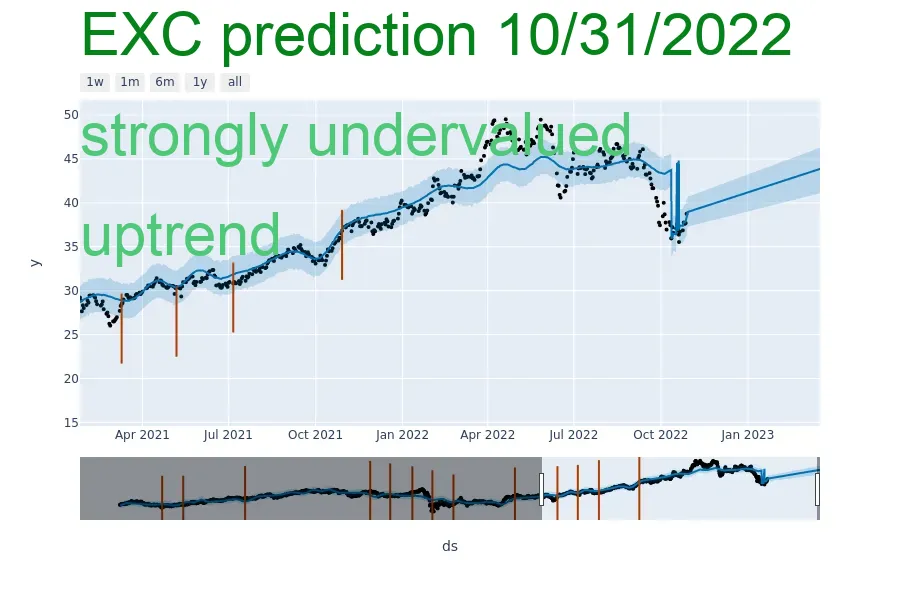 EXC prediction 10/31/2022
1w 1m 6m 1y all
strongly undervalued
uptrend
50
45
40
35
30
25
20
15
y
Apr 2021 Jul 2021 Oct 2021 Jan 2022 Apr 2022 Jul 2022 Oct 2022 Jan 2023
ds